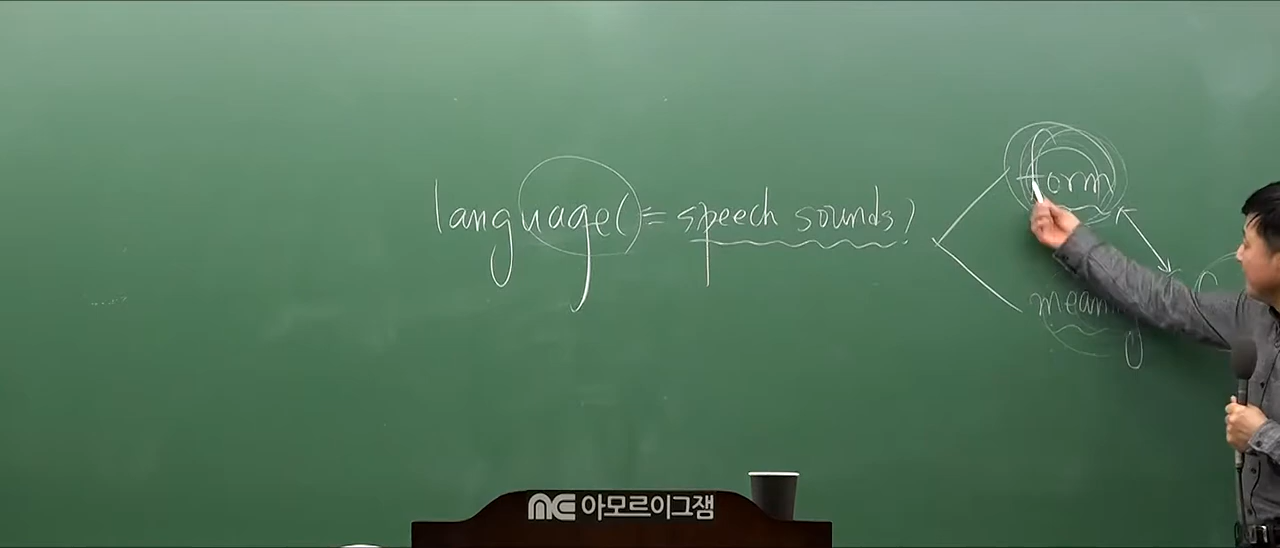 form
language(= speech sounds)
meaning
아모르이그잼